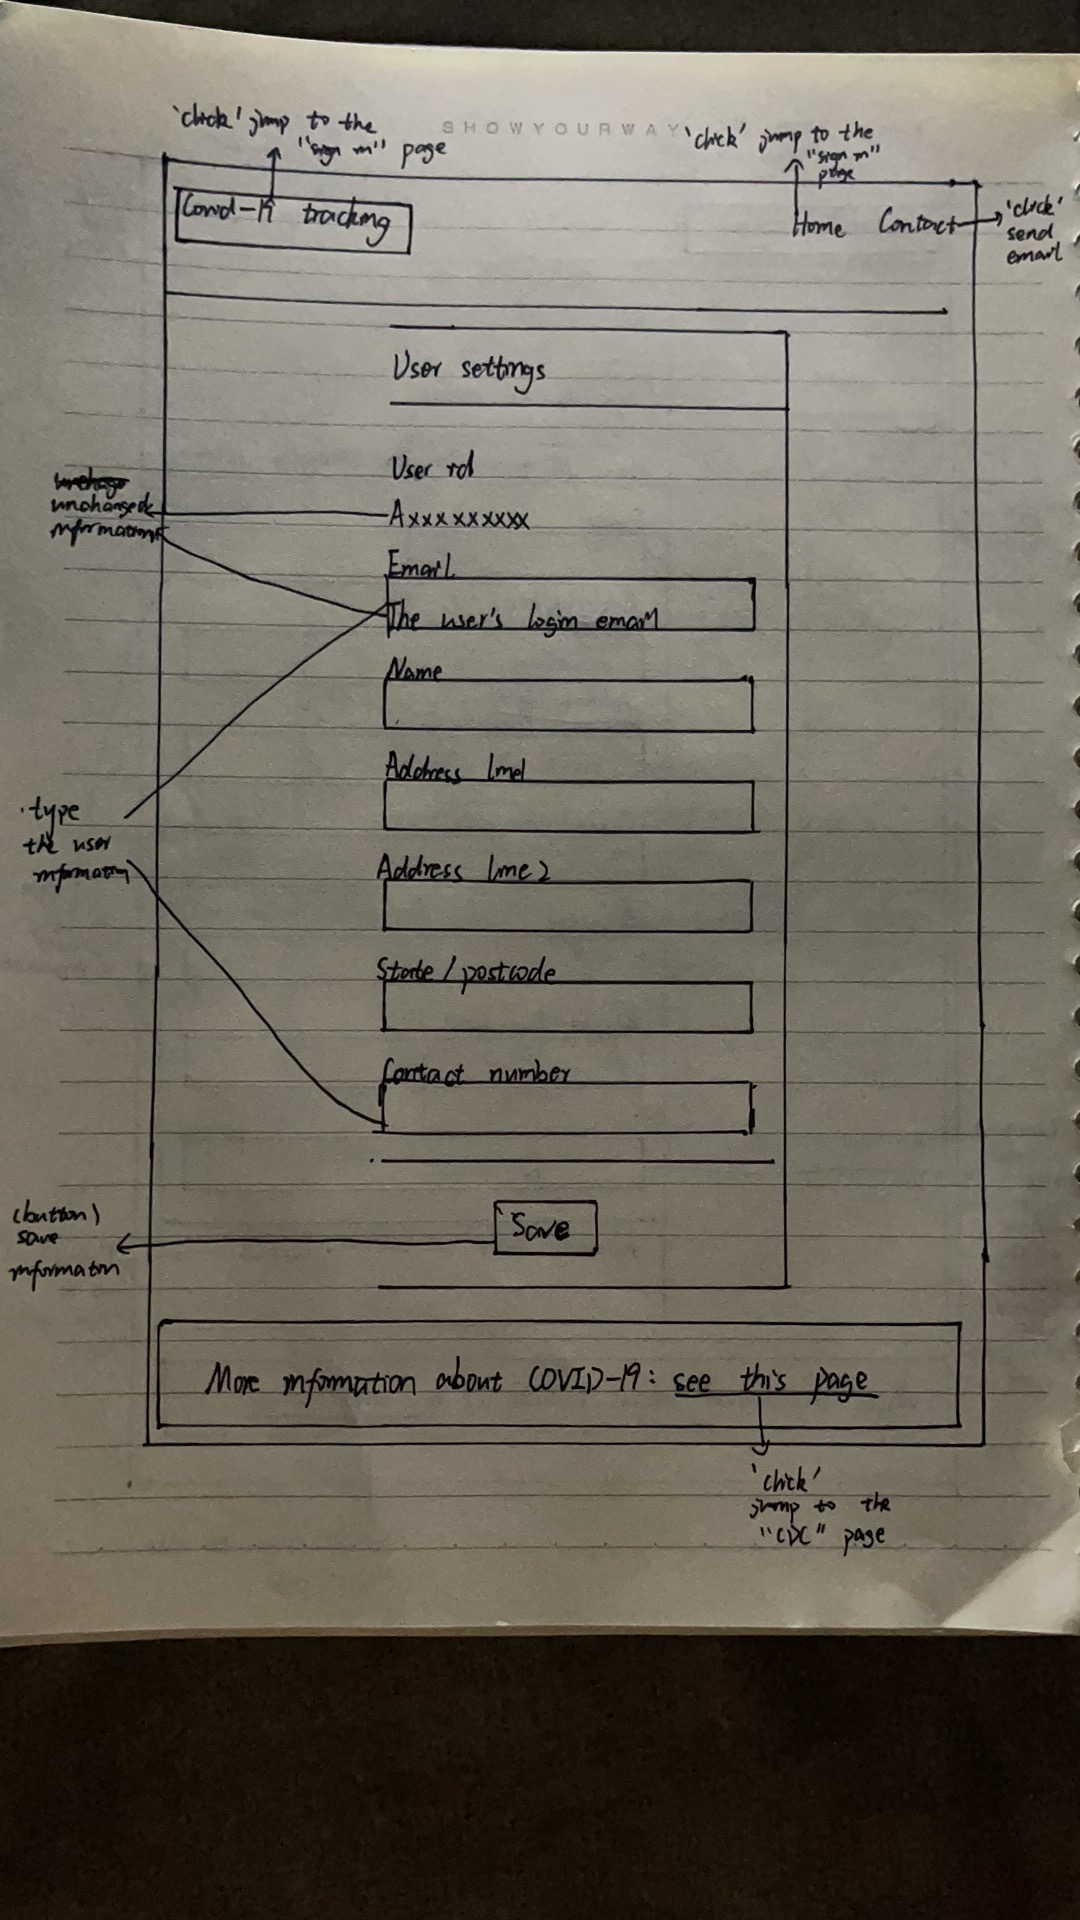 SHOWYOURWAY
'click' jump to the
"sign in" page
'click' jump to the
"sign in"
page
Covid-19 tracking
Home Contact
'click'
send
email
User settings
User id
unchanged
information
Axxxxxxxxx
Email
The user's login email
Name
Address line1
type
the user
information
Address line2
State / postcode
Contact number
(button)
save
information
Save
More information about COVID-19: see this page
'click'
jump to the
"CDC" page